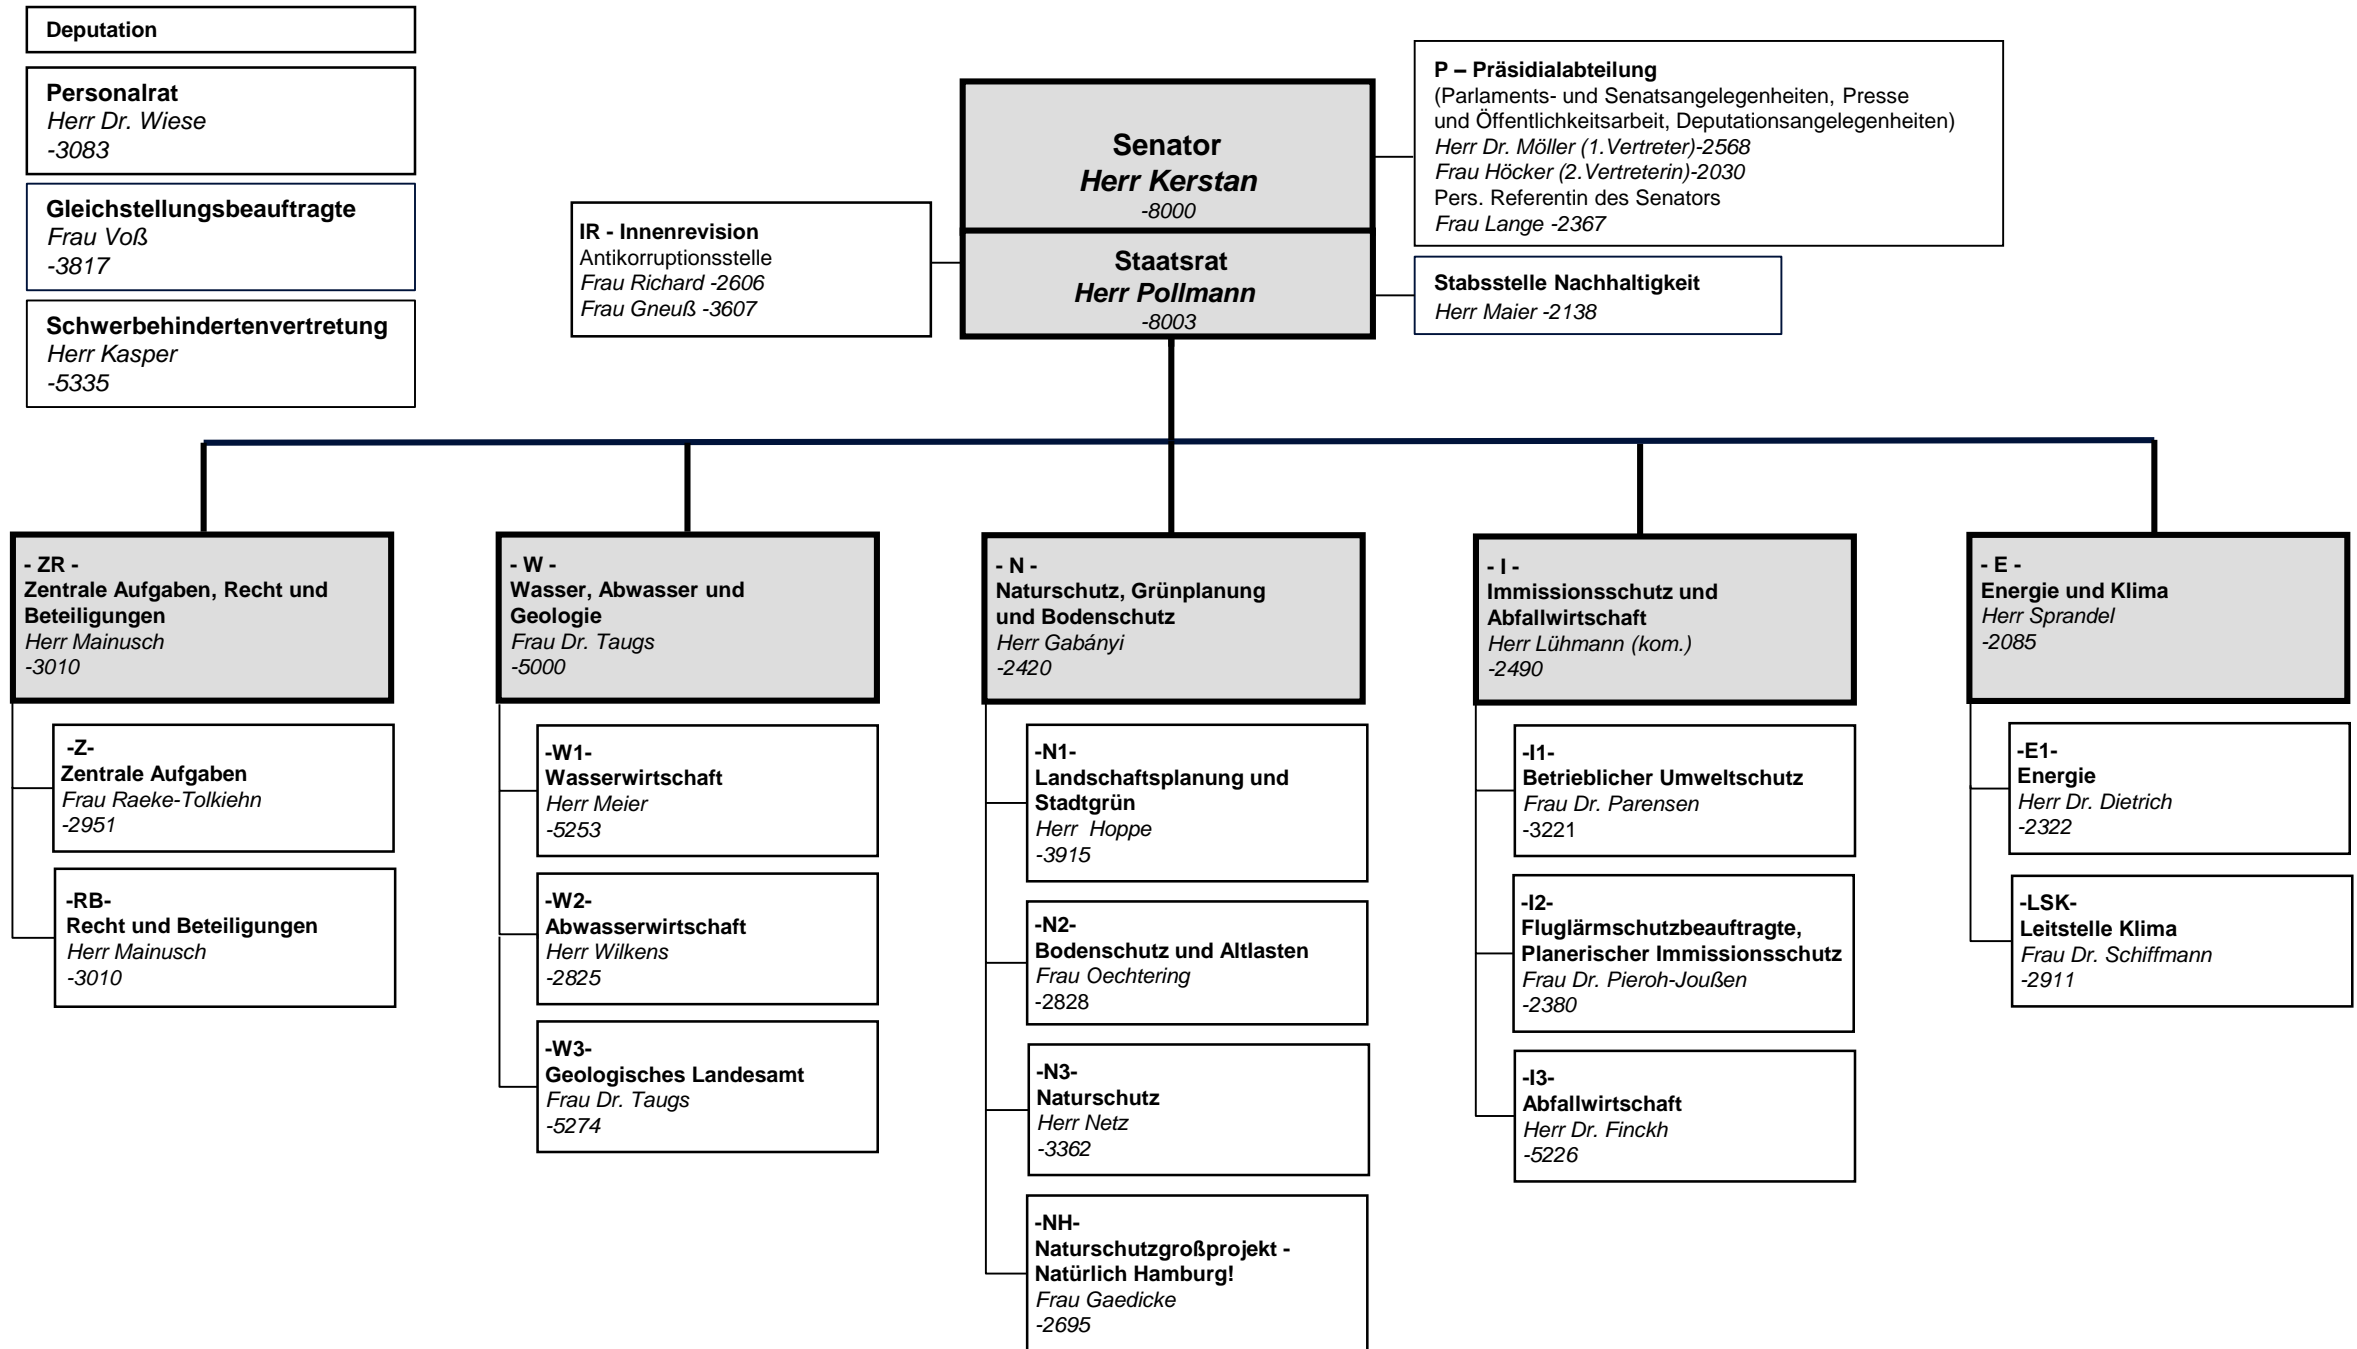 Deputation
Personalrat
Herr Dr. Wiese
-3083
Gleichstellungsbeauftragte
Frau Voß
-3817
Schwerbehindertenvertretung
Herr Kasper
-5335
IR - Innenrevision
Antikorruptionsstelle
Frau Richard -2606
Frau Gneuß -3607
Senator
Herr Kerstan
-8000
Staatsrat
Herr Pollmann
-8003
P – Präsidialabteilung
(Parlaments- und Senatsangelegenheiten, Presse
und Öffentlichkeitsarbeit, Deputationsangelegenheiten)
Herr Dr. Möller (1.Vertreter)-2568
Frau Höcker (2.Vertreterin)-2030
Pers. Referentin des Senators
Frau Lange -2367
Stabsstelle Nachhaltigkeit
Herr Maier -2138
- ZR -
Zentrale Aufgaben, Recht und
Beteiligungen
Herr Mainusch
-3010
-Z-
Zentrale Aufgaben
Frau Raeke-Tolkiehn
-2951
-RB-
Recht und Beteiligungen
Herr Mainusch
-3010
- W -
Wasser, Abwasser und
Geologie
Frau Dr. Taugs
-5000
-W1-
Wasserwirtschaft
Herr Meier
-5253
-W2-
Abwasserwirtschaft
Herr Wilkens
-2825
-W3-
Geologisches Landesamt
Frau Dr. Taugs
-5274
- N -
Naturschutz, Grünplanung
und Bodenschutz
Herr Gabányi
-2420
-N1-
Landschaftsplanung und
Stadtgrün
Herr Hoppe
-3915
-N2-
Bodenschutz und Altlasten
Frau Oechtering
-2828
-N3-
Naturschutz
Herr Netz
-3362
-NH-
Naturschutzgroßprojekt -
Natürlich Hamburg!
Frau Gaedicke
-2695
- I -
Immissionsschutz und
Abfallwirtschaft
Herr Lühmann (kom.)
-2490
-I1-
Betrieblicher Umweltschutz
Frau Dr. Parensen
-3221
-I2-
Fluglärmschutzbeauftragte,
Planerischer Immissionsschutz
Frau Dr. Pieroh-Joußen
-2380
-I3-
Abfallwirtschaft
Herr Dr. Finckh
-5226
- E -
Energie und Klima
Herr Sprandel
-2085
-E1-
Energie
Herr Dr. Dietrich
-2322
-LSK-
Leitstelle Klima
Frau Dr. Schiffmann
-2911